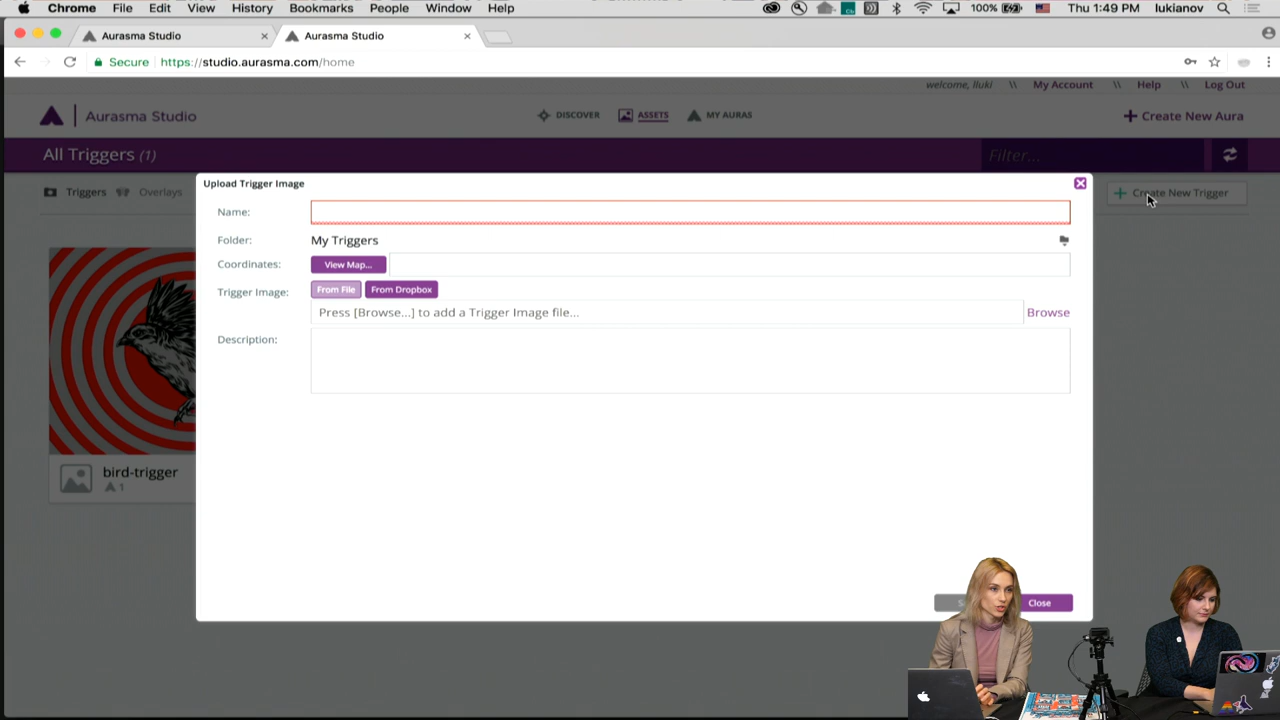 Chrome File Edit View History Bookmarks People Window Help 100% Thu 1:49 PM lukianov
Aurasma Studio Aurasma Studio
Secure https://studio.aurasma.com/home
welcome, lluki \\ My Account \\ Help \\ Log Out
Aurasma Studio DISCOVER ASSETS MY AURAS Create New Aura
All Triggers (1) Filter...
Triggers Overlays Create New Trigger
Upload Trigger Image
Name:
Folder: My Triggers
Coordinates: View Map...
Trigger Image: From File From Dropbox
Press [Browse...] to add a Trigger Image file... Browse
Description:
bird-trigger
1
Close